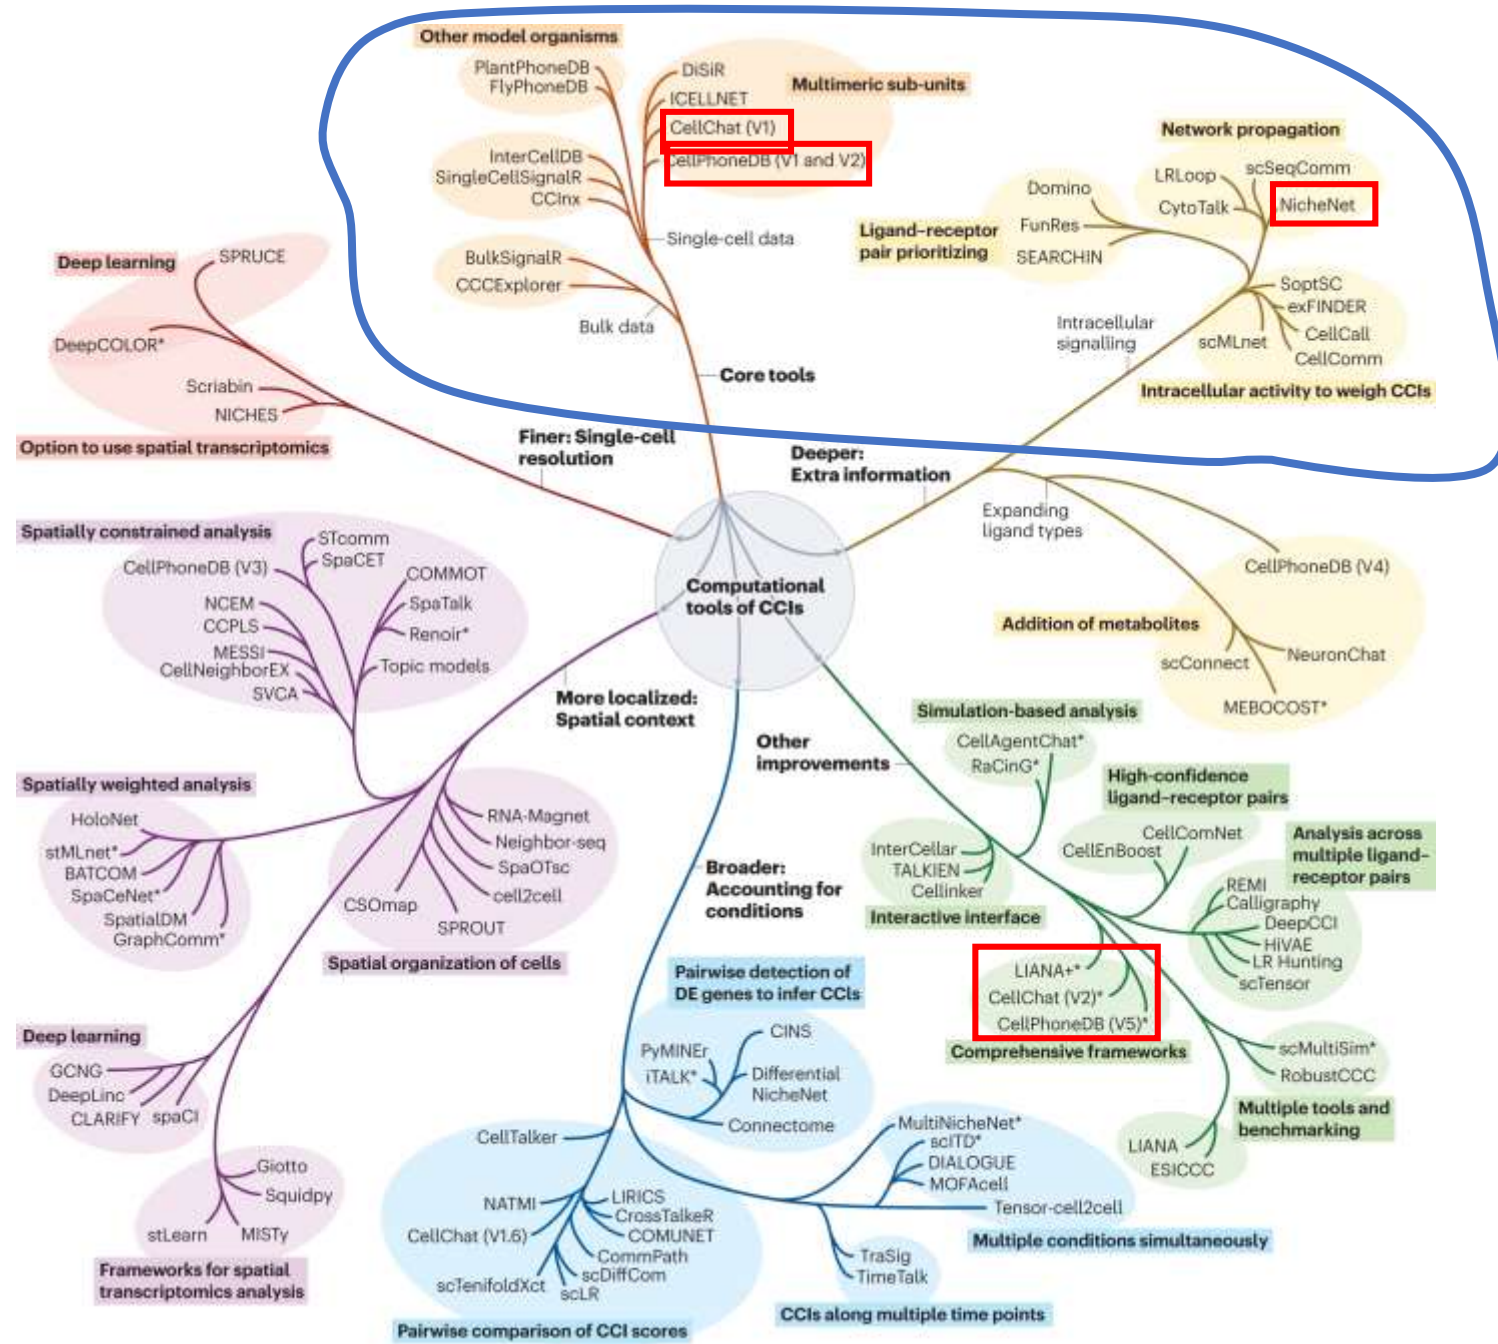 Other model organisms
PlantPhoneDB
FlyPhoneDB
DiSiR
ICELLNET
CellChat (V1)
CellPhoneDB (V1 and V2)
Multimeric sub-units
InterCellDB
SingleCellSignalR
CCInx
Single-cell data
BulkSignalR
CCCExplorer
Bulk data
Core tools
Network propagation
LRLoop
scSeqComm
CytoTalk
NicheNet
Domino
FunRes
SEARCHIN
Ligand–receptor
pair prioritizing
Intracellular
signalling
SoptSC
exFINDER
CellCall
CellComm
scMLnet
Intracellular activity to weigh CCIs
Deep learning
SPRUCE
DeepCOLOR*
Scriabin
NICHES
Option to use spatial transcriptomics
Finer: Single-cell
resolution
Deeper:
Extra information
Expanding
ligand types
CellPhoneDB (V4)
Addition of metabolites
scConnect
NeuronChat
MEBOCOST*
Computational
tools of CCIs
Spatially constrained analysis
STcomm
SpaCET
CellPhoneDB (V3)
COMMOT
SpaTalk
Renoir*
Topic models
NCEM
CCPLS
MESSI
CellNeighborEX
SVCA
More localized:
Spatial context
Spatially weighted analysis
HoloNet
stMLnet*
BATCOM
SpaCeNet*
SpatialDM
GraphComm*
RNA-Magnet
Neighbor-seq
SpaOTsc
cell2cell
CSOmap
SPROUT
Spatial organization of cells
Deep learning
GCNG
DeepLinc
CLARIFY
spaCI
Giotto
Squidpy
stLearn
MISTy
Frameworks for spatial
transcriptomics analysis
Other
improvements
Simulation-based analysis
CellAgentChat*
RaCinG*
High-confidence
ligand–receptor pairs
CellComNet
CellEnBoost
Analysis across
multiple ligand–
receptor pairs
REMI
Calligraphy
DeepCCI
HiVAE
LR Hunting
scTensor
InterCellar
TALKIEN
Cellinker
Interactive interface
LIANA+*
CellChat (V2)*
CellPhoneDB (V5)*
Comprehensive frameworks
scMultiSim*
RobustCCC
Multiple tools and
benchmarking
LIANA
ESICCC
Broader:
Accounting for
conditions
Pairwise detection of
DE genes to infer CCIs
CINS
PyMINEr
iTALK*
Differential
NicheNet
Connectome
CellTalker
NATMI
CellChat (V1.6)
scTenifoldXct
LIRICS
CrossTalkeR
COMUNET
CommPath
scDiffCom
scLR
Pairwise comparison of CCI scores
MultiNicheNet*
scITD*
DIALOGUE
MOFAcell
Tensor-cell2cell
Multiple conditions simultaneously
TraSig
TimeTalk
CCIs along multiple time points